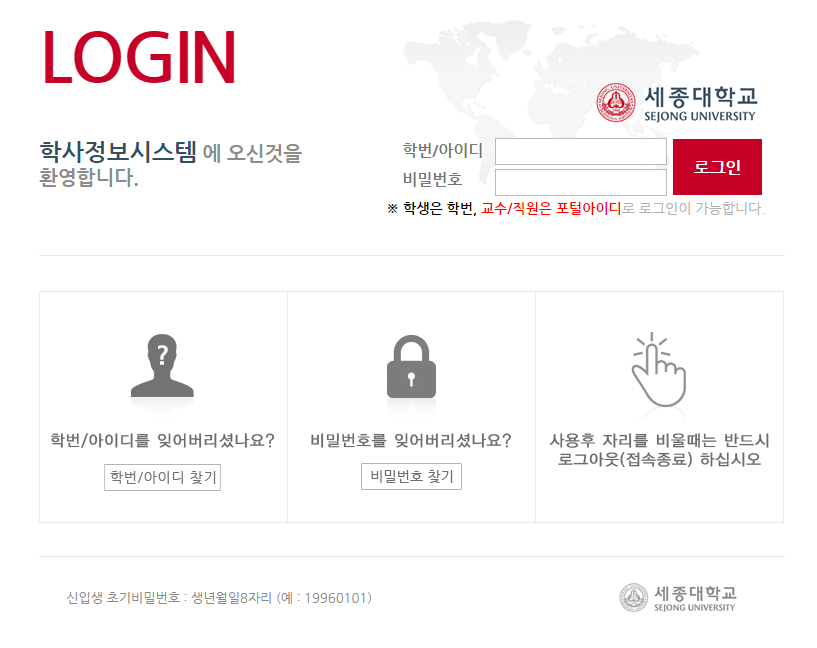 LOGIN
세종대학교
SEJONG UNIVERSITY
학사정보시스템 에 오신것을
환영합니다.
학번/아이디
비밀번호
로그인
※ 학생은 학번, 교수/직원은 포털아이디로 로그인이 가능합니다.
?
학번/아이디를 잊어버리셨나요?
학번/아이디 찾기
비밀번호를 잊어버리셨나요?
비밀번호 찾기
사용후 자리를 비울때는 반드시
로그아웃(접속종료) 하십시오
신입생 초기비밀번호 : 생년월일8자리 (예 : 19960101)
세종대학교
SEJONG UNIVERSITY